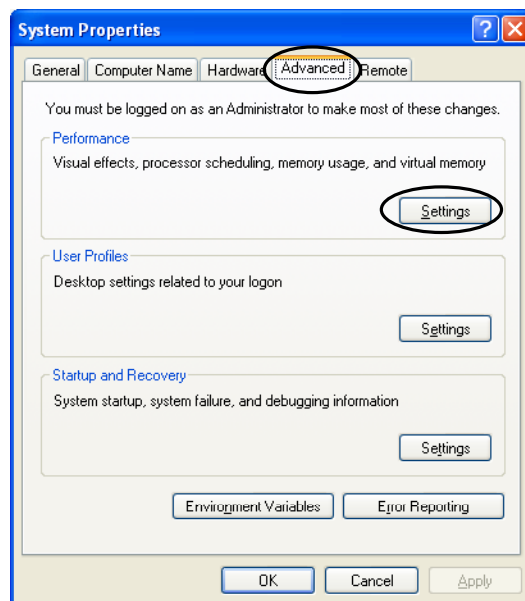 System Properties
General Computer Name Hardware Advanced Remote
You must be logged on as an Administrator to make most of these changes.
Performance
Visual effects, processor scheduling, memory usage, and virtual memory
Settings
User Profiles
Desktop settings related to your logon
Settings
Startup and Recovery
System startup, system failure, and debugging information
Settings
Environment Variables Error Reporting
OK Cancel Apply